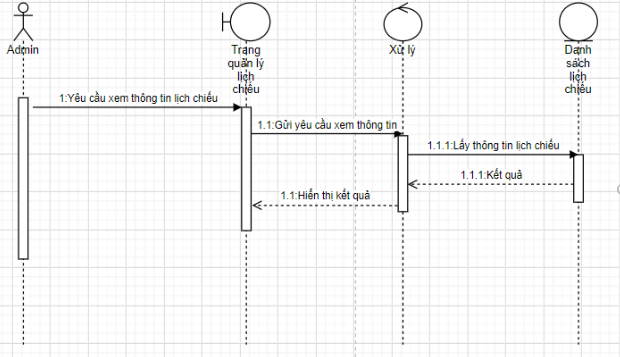 Admin
Trang
quản lý
lịch
chiếu
Xử lý
Danh
sách
lịch
chiếu
1:Yêu cầu xem thông tin lịch chiếu
1.1:Gửi yêu cầu xem thông tin
1.1.1:Lấy thông tin lịch chiếu
1.1.1:Kết quả
1.1:Hiển thị kết quả